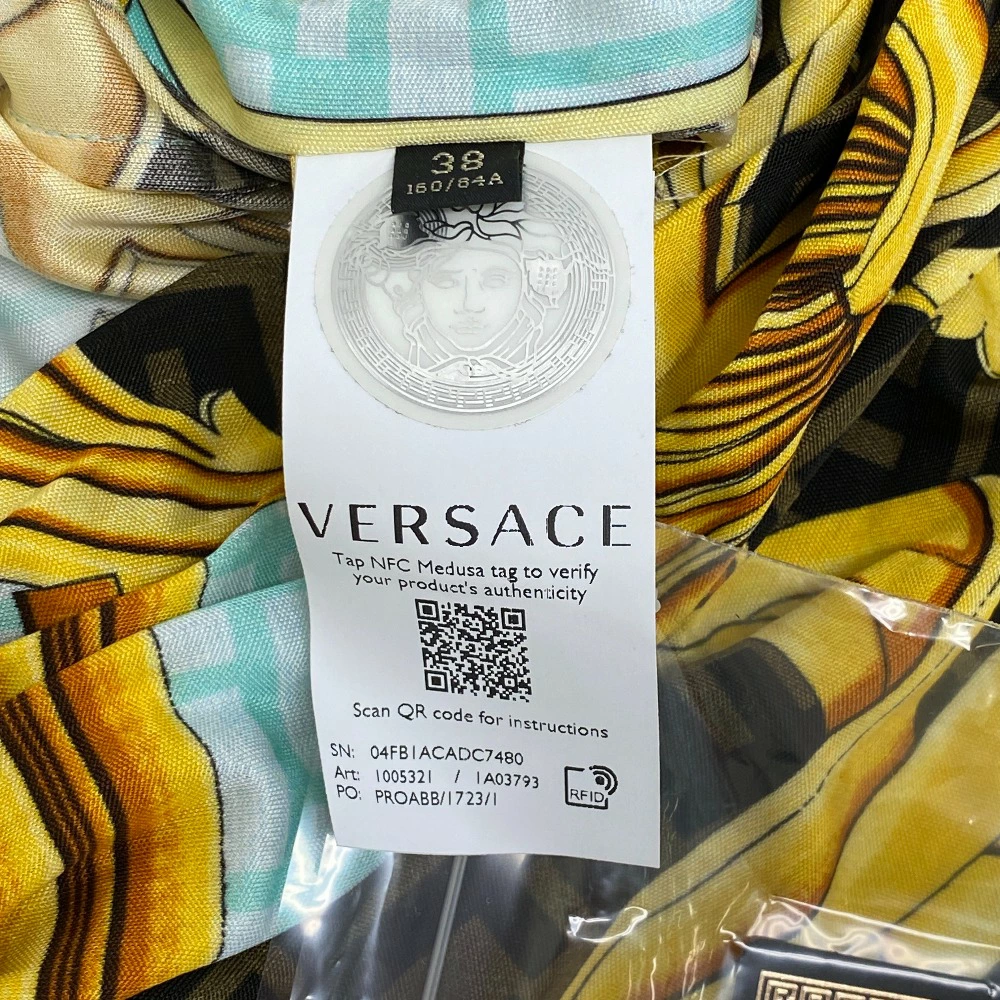 38
160/84A
VERSACE
Tap NFC Medusa tag to verify
your product's authenticity
Scan QR code for instructions
SN: 04FB1ACADC7480
Art: 1005321 / 1A03793
PO: PROABB/1723/1
RFID